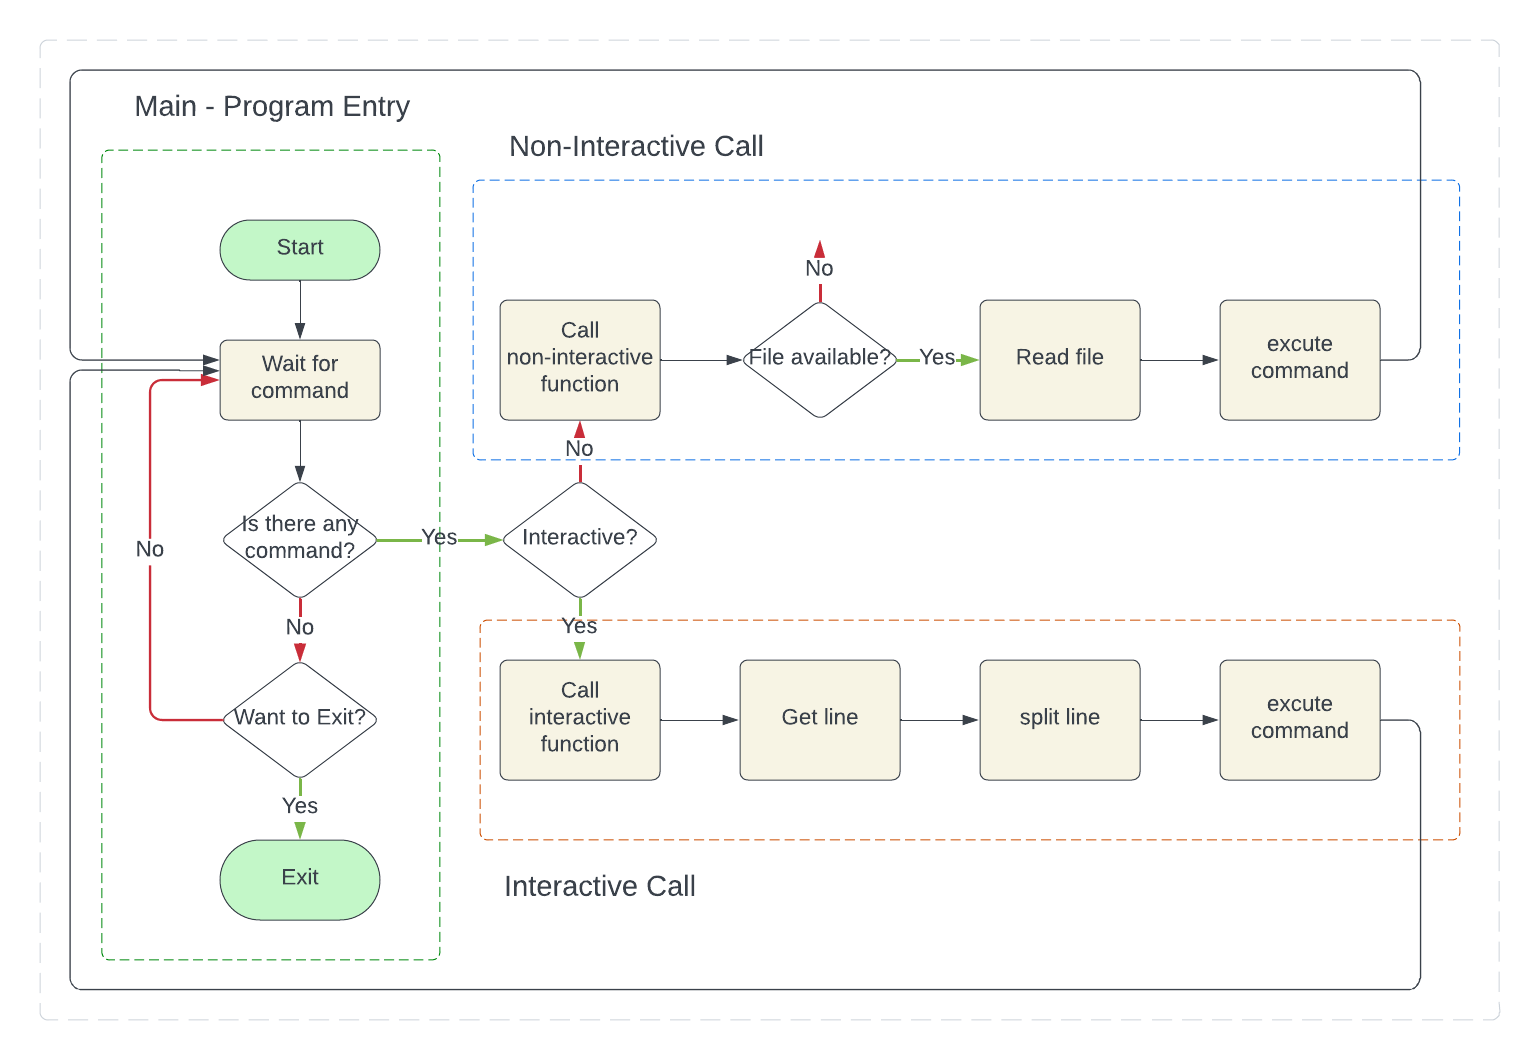 Main - Program Entry
Non-Interactive Call
Start
Wait for
command
Is there any
command?
Yes
No
No
Want to Exit?
Yes
Exit
Interactive?
No
Call
non-interactive
function
File available?
No
Yes
Read file
excute
command
Yes
Call
interactive
function
Get line
split line
excute
command
Interactive Call